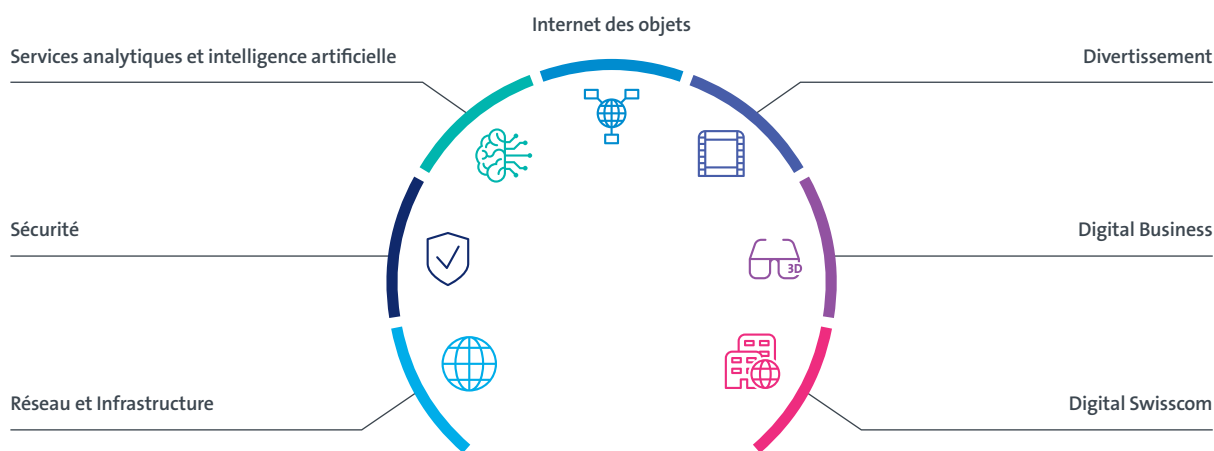 Internet des objets
Services analytiques et intelligence artificielle
Divertissement
Sécurité
Digital Business
3D
Réseau et Infrastructure
Digital Swisscom